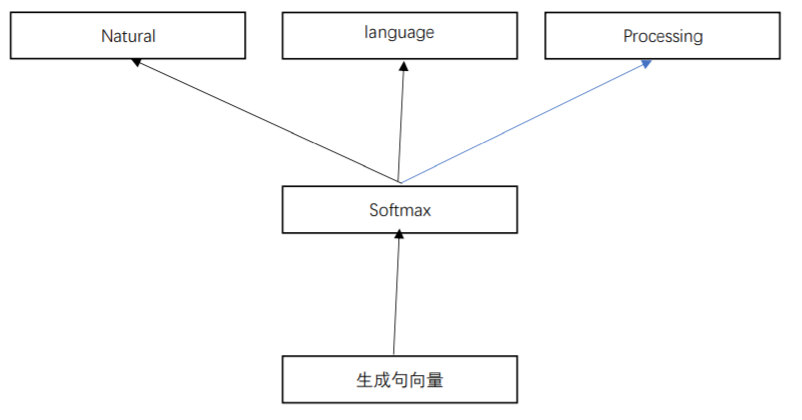 Natural
language
Processing
Softmax
生成句向量